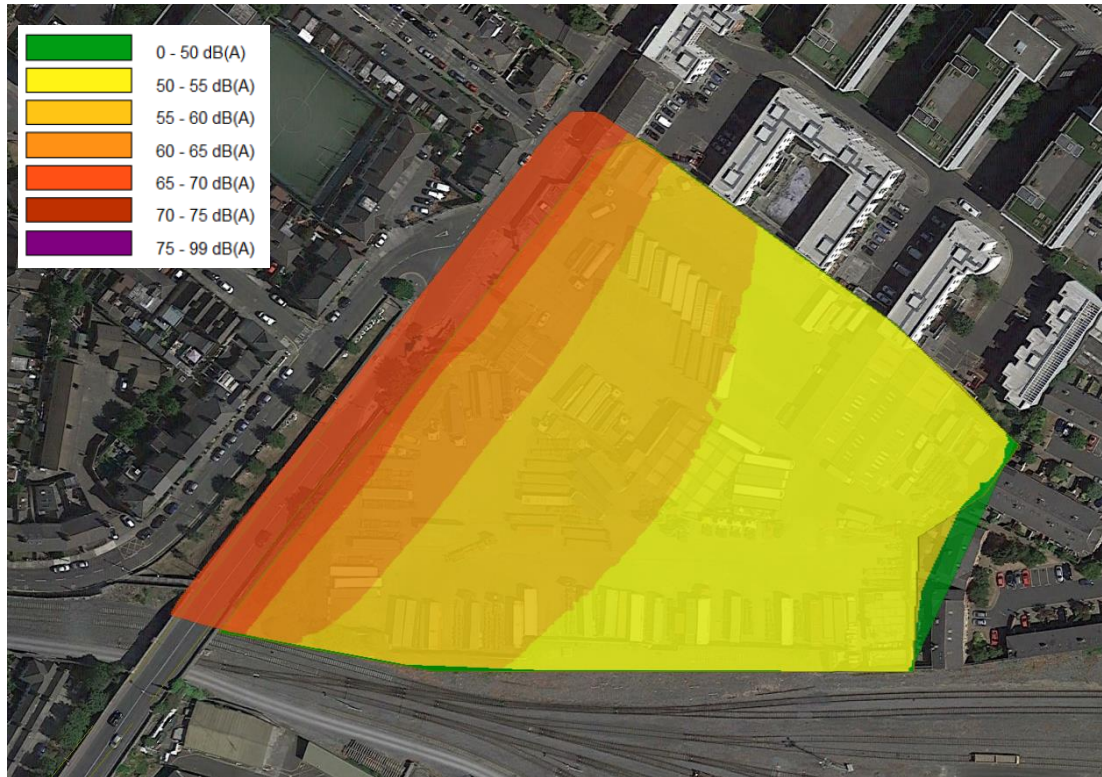 0 - 50 dB(A)
50 - 55 dB(A)
55 - 60 dB(A)
60 - 65 dB(A)
65 - 70 dB(A)
70 - 75 dB(A)
75 - 99 dB(A)